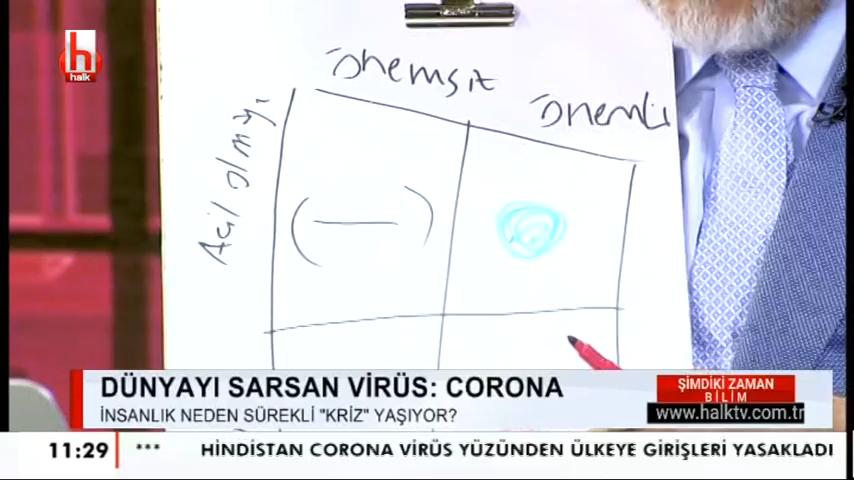 h
halk
önemsiz
önemli
Acil olmayı
(—)
DÜNYAYI SARSAN VİRÜS: CORONA
İNSANLIK NEDEN SÜREKLİ "KRİZ" YAŞIYOR?
ŞİMDİKİ ZAMAN
BİLİM
www.halktv.com.tr
11:29 *** HİNDİSTAN CORONA VİRÜS YÜZÜNDEN ÜLKEYE GİRİŞLERİ YASAKLADI